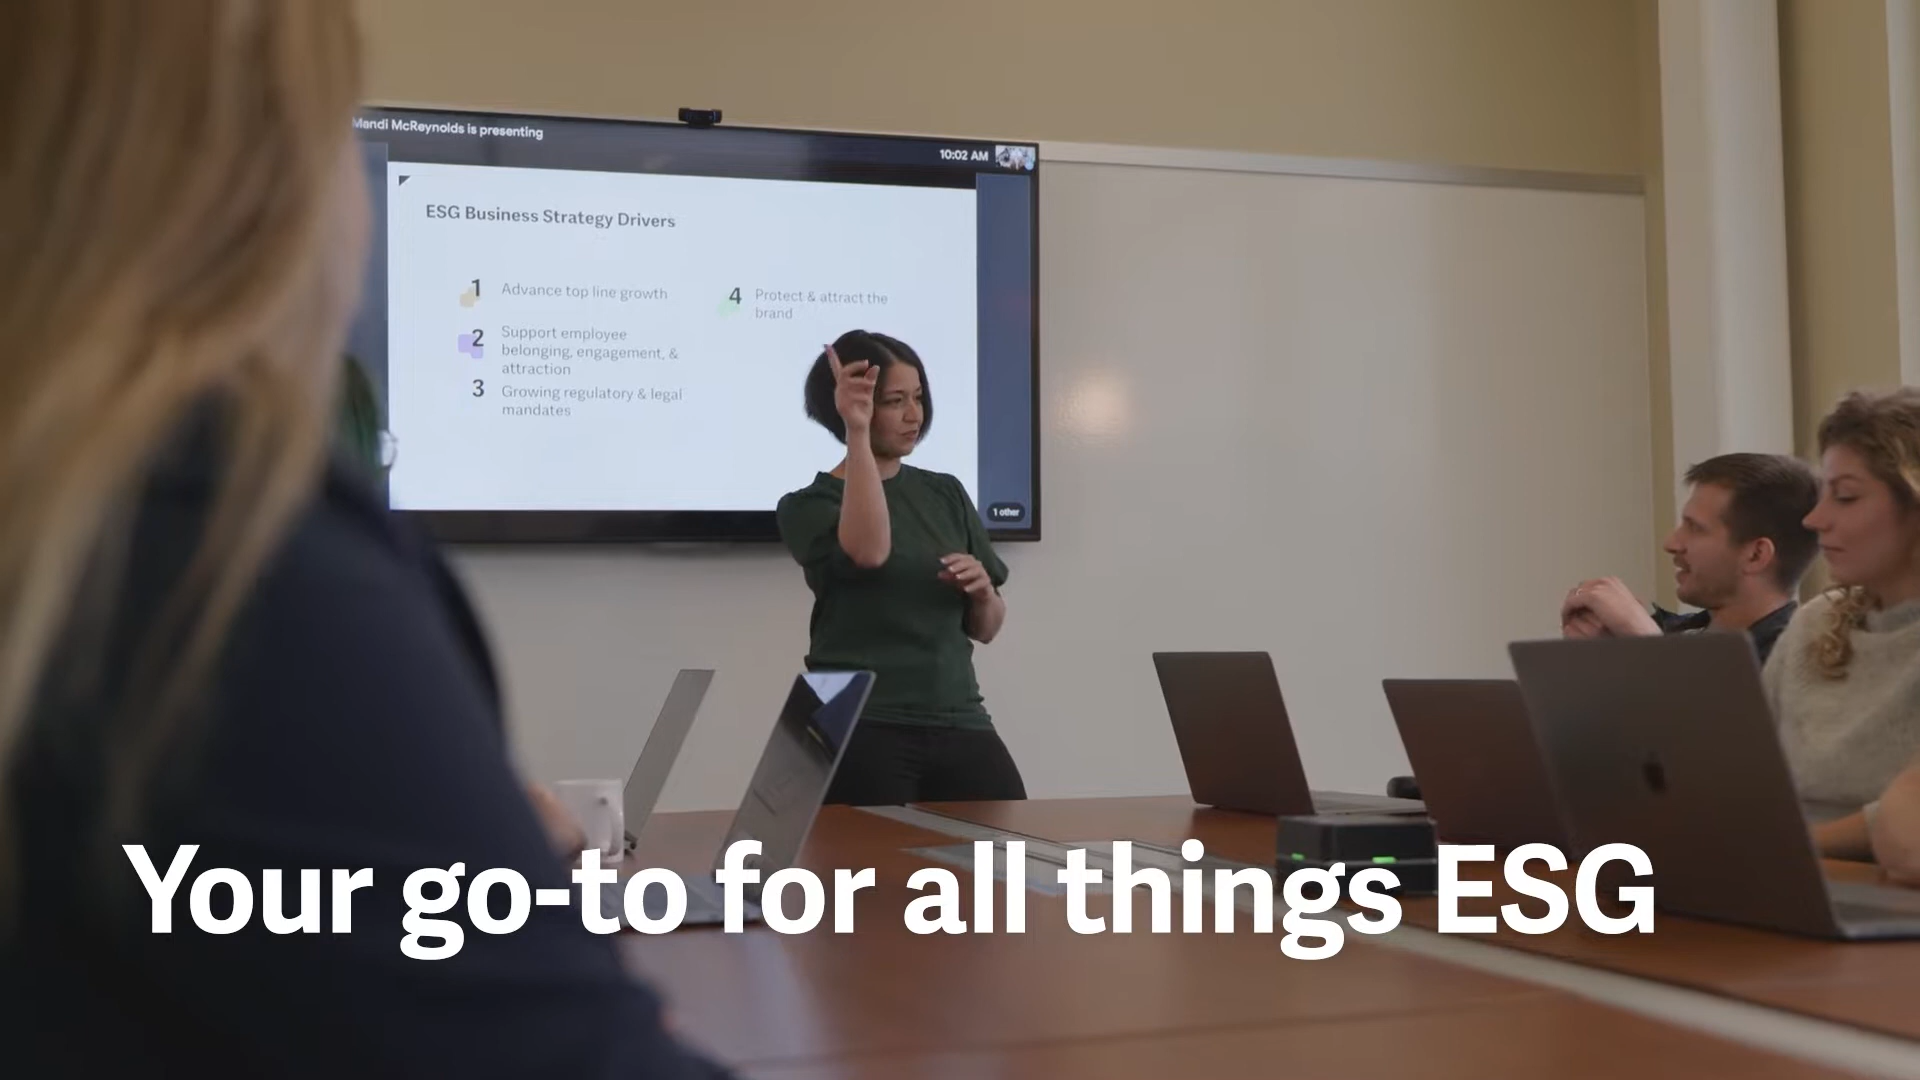 Mandi McReynolds is presenting
10:02 AM
ESG Business Strategy Drivers
1 Advance top line growth
2 Support employee
belonging, engagement, &
attraction
3 Growing regulatory & legal
mandates
4 Protect & attract the
brand
1 other
Your go-to for all things ESG